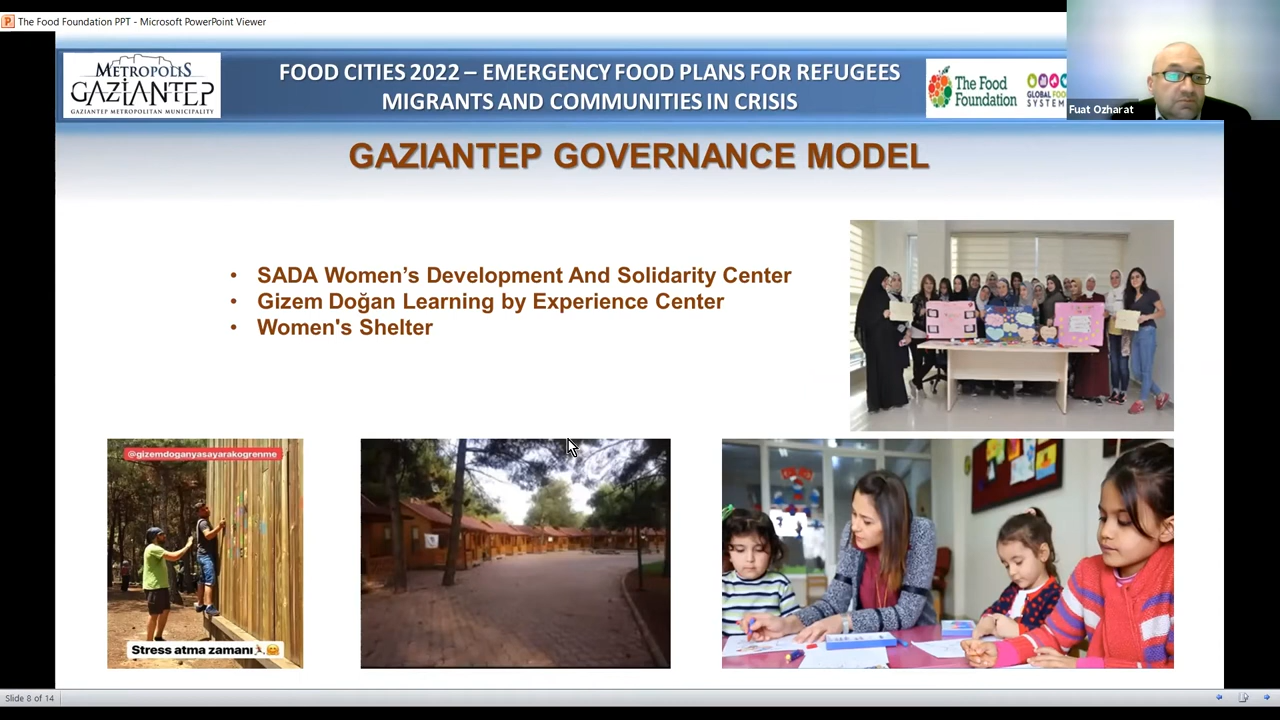 The Food Foundation PPT - Microsoft PowerPoint Viewer
METROPOLIS
GAZIANTEP
GAZIANTEP METROPOLITAN MUNICIPALITY
FOOD CITIES 2022 – EMERGENCY FOOD PLANS FOR REFUGEES
MIGRANTS AND COMMUNITIES IN CRISIS
The Food
Foundation
GLOBAL FOO
SYSTEM
Fuat Ozharat
GAZIANTEP GOVERNANCE MODEL
• SADA Women’s Development And Solidarity Center
• Gizem Doğan Learning by Experience Center
• Women's Shelter
@gizemdoganyasayarakogrenme
Stress atma zamanı🏃🏻‍♀️😊
Slide 8 of 14